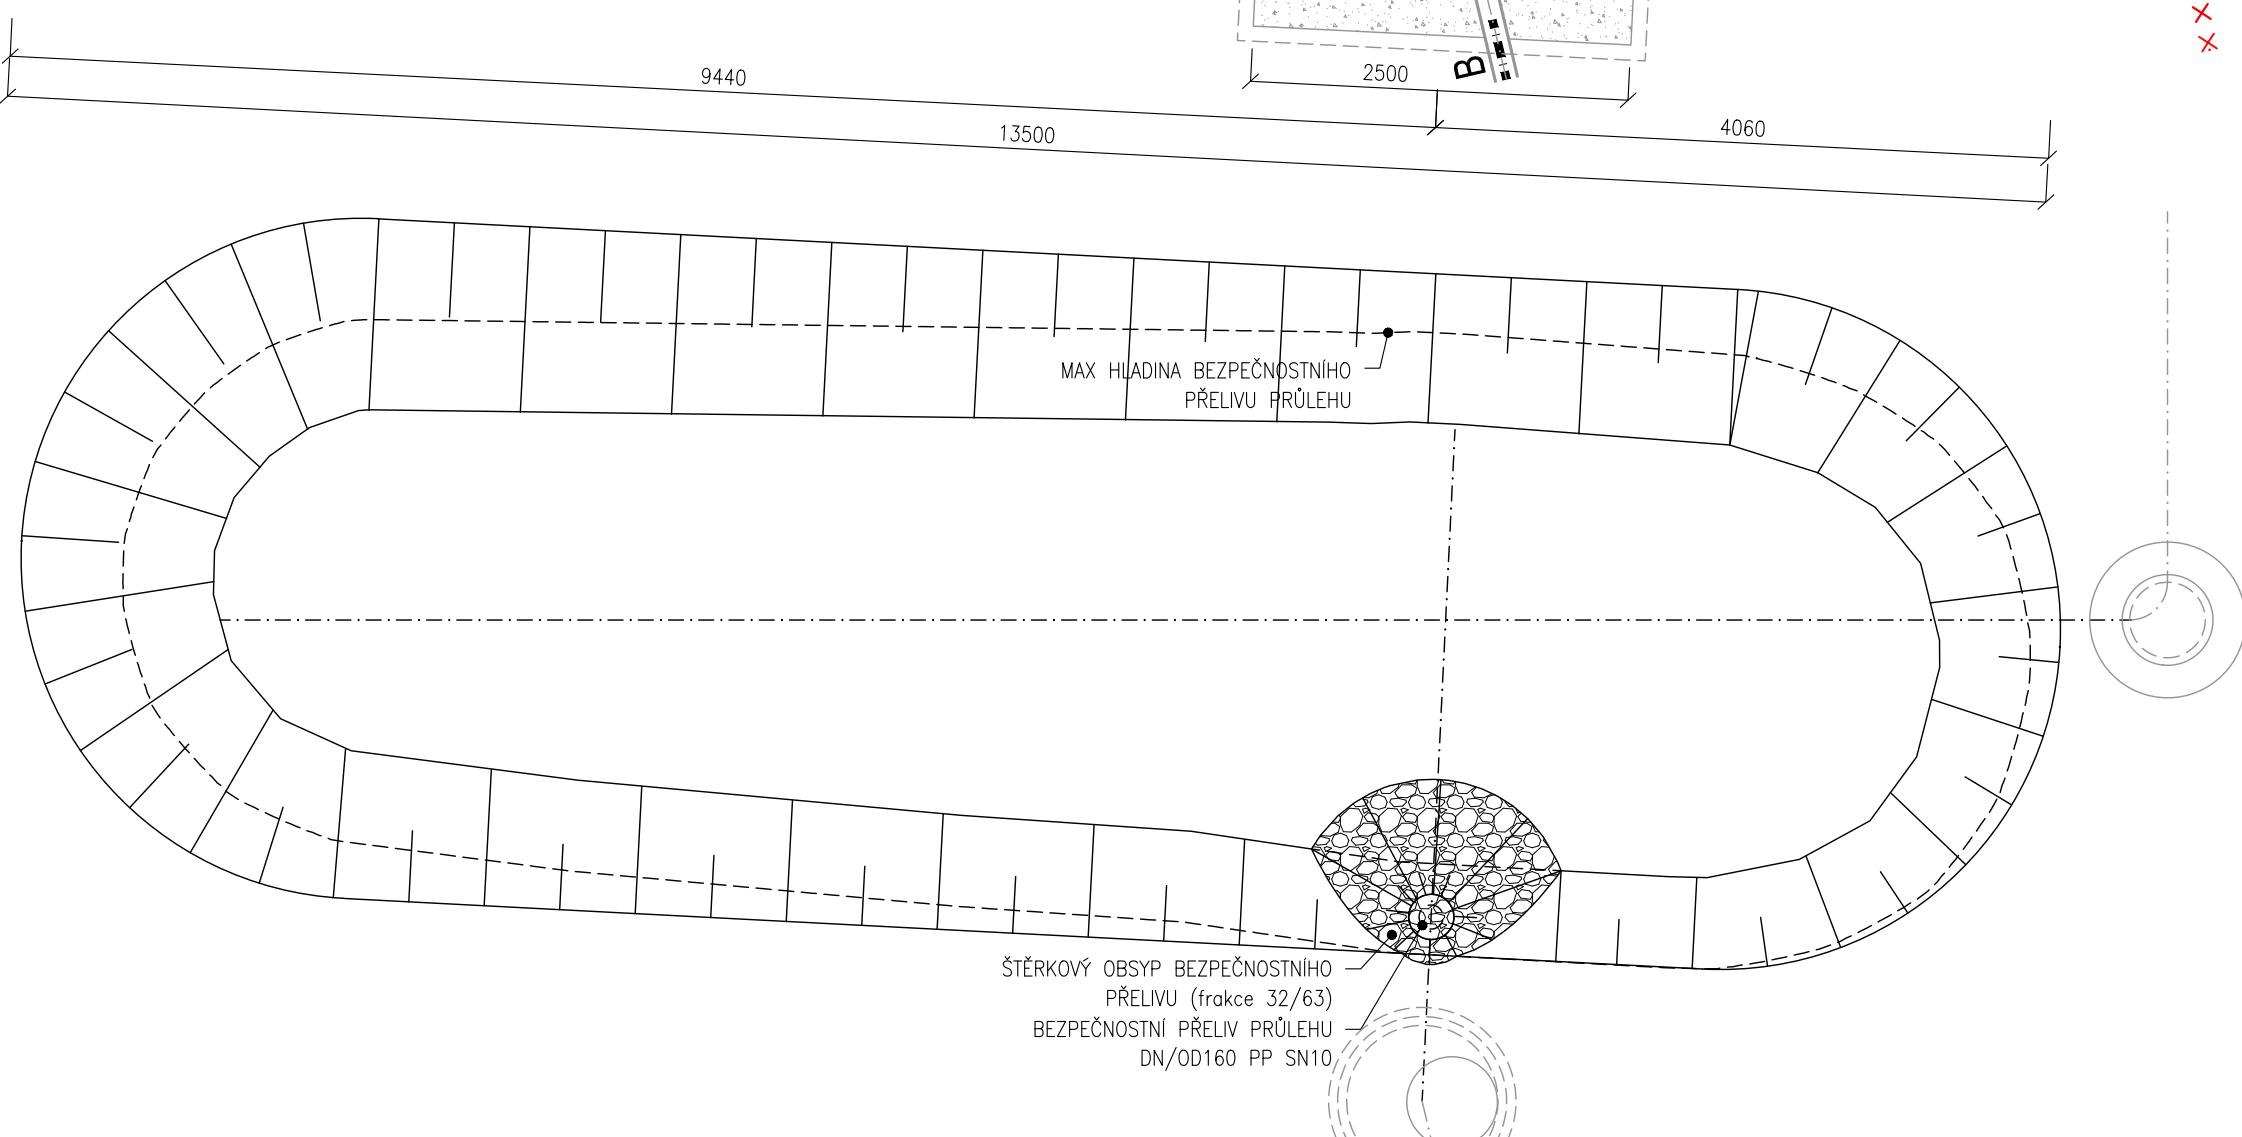 9440
2500
B
13500
4060
MAX HLADINA BEZPEČNOSTNÍHO
PŘELIVU PRŮLEHU
ŠTĚRKOVÝ OBSYP BEZPEČNOSTNÍHO
PŘELIVU (frakce 32/63)
BEZPEČNOSTNÍ PŘELIV PRŮLEHU
DN/OD160 PP SN10